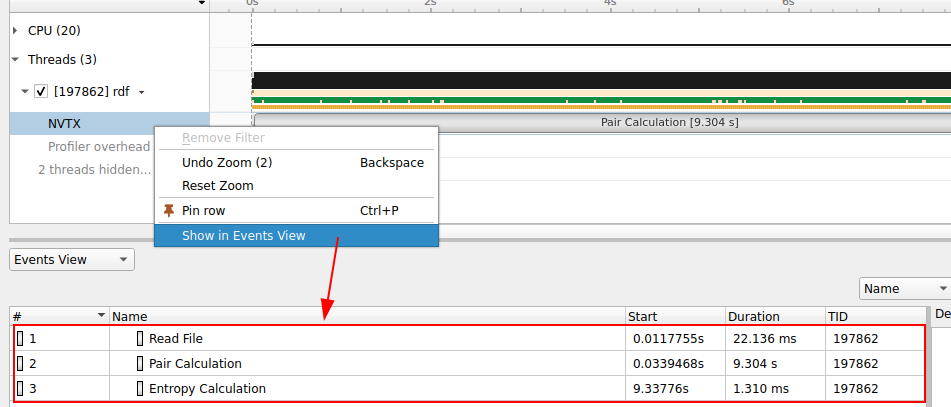 0s 2s 4s 6s
CPU (20)
Threads (3)
[197862] rdf
NVTX
Pair Calculation [9.304 s]
Profiler overhead
2 threads hidden...
Remove Filter
Undo Zoom (2) Backspace
Reset Zoom
Pin row Ctrl+P
Show in Events View
Events View
Name
# Name Start Duration TID
De
1 Read File 0.0117755s 22.136 ms 197862
2 Pair Calculation 0.0339468s 9.304 s 197862
3 Entropy Calculation 9.33776s 1.310 ms 197862